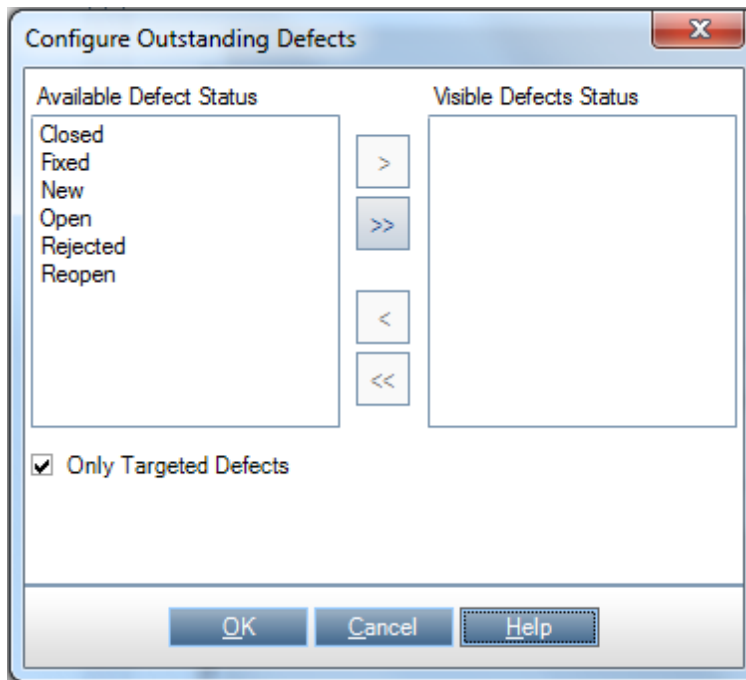 Configure Outstanding Defects
X
Available Defect Status
Visible Defects Status
Closed
Fixed
New
Open
Rejected
Reopen
>
>>
<
<<
Only Targeted Defects
OK
Cancel
Help